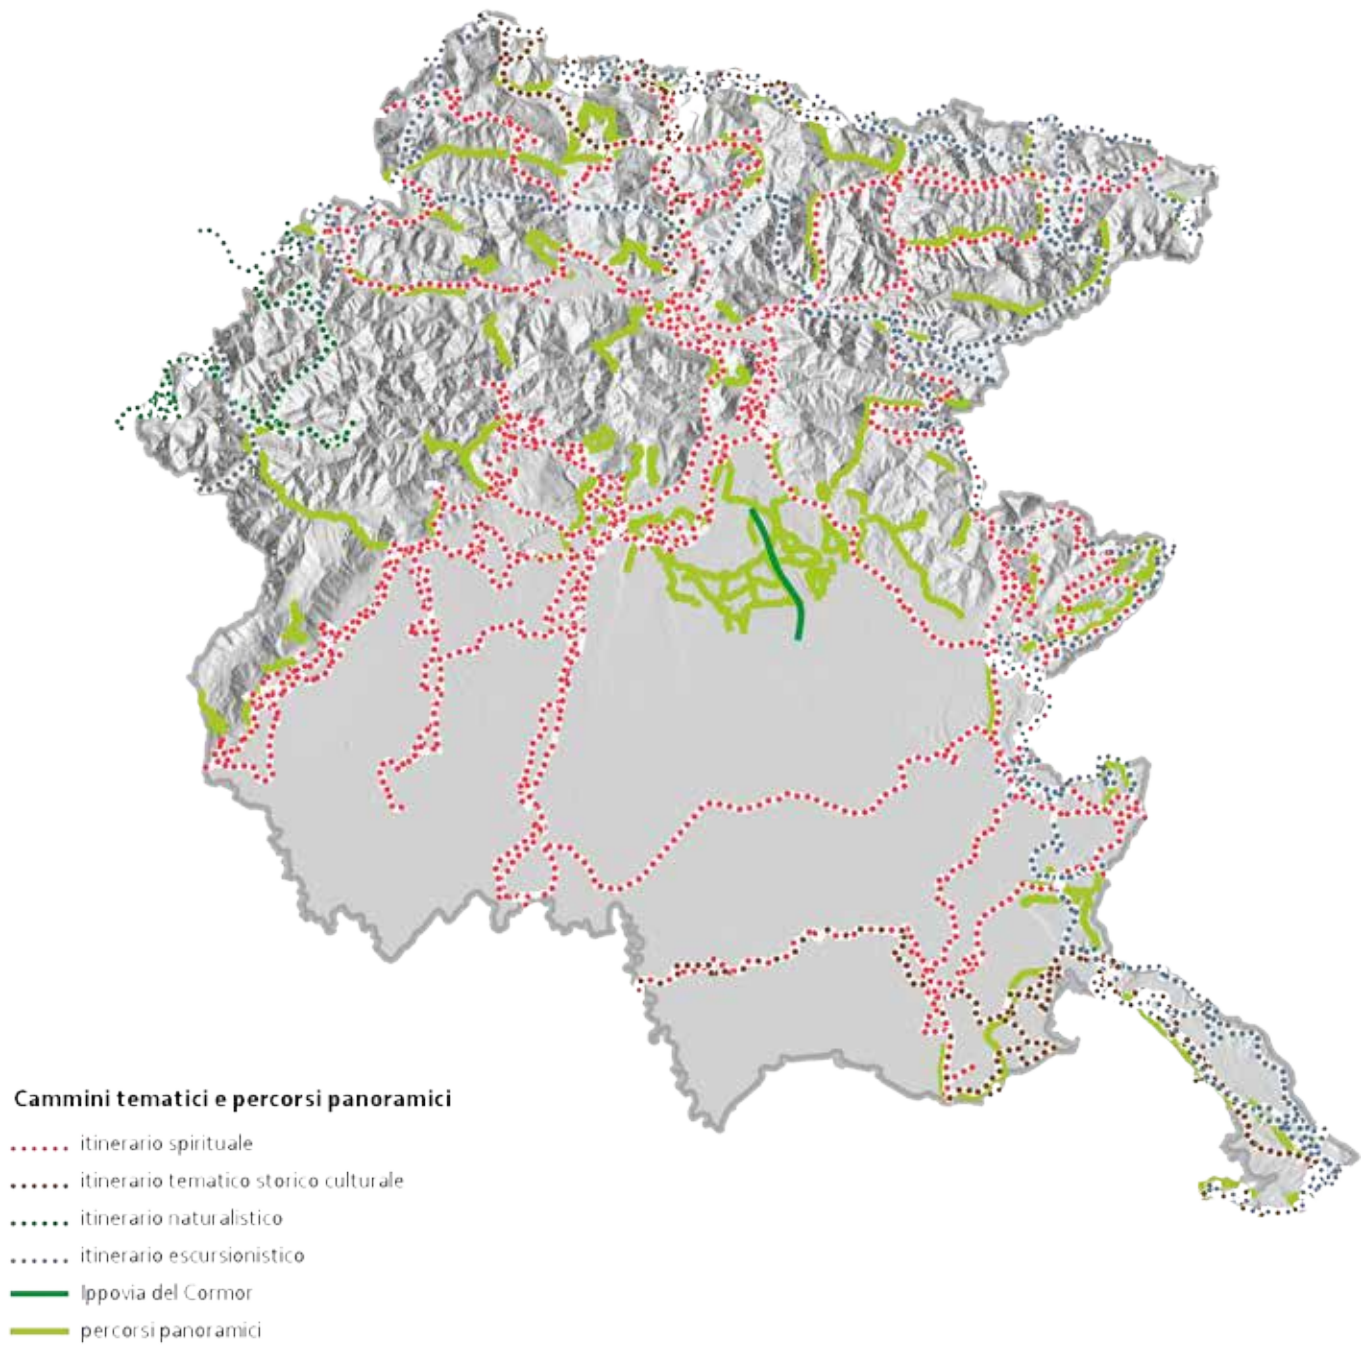 Cammini tematici e percorsi panoramici
itinerario spirituale
itinerario tematico storico culturale
itinerario naturalistico
itinerario escursionistico
Ippovia del Cormor
percorsi panoramici